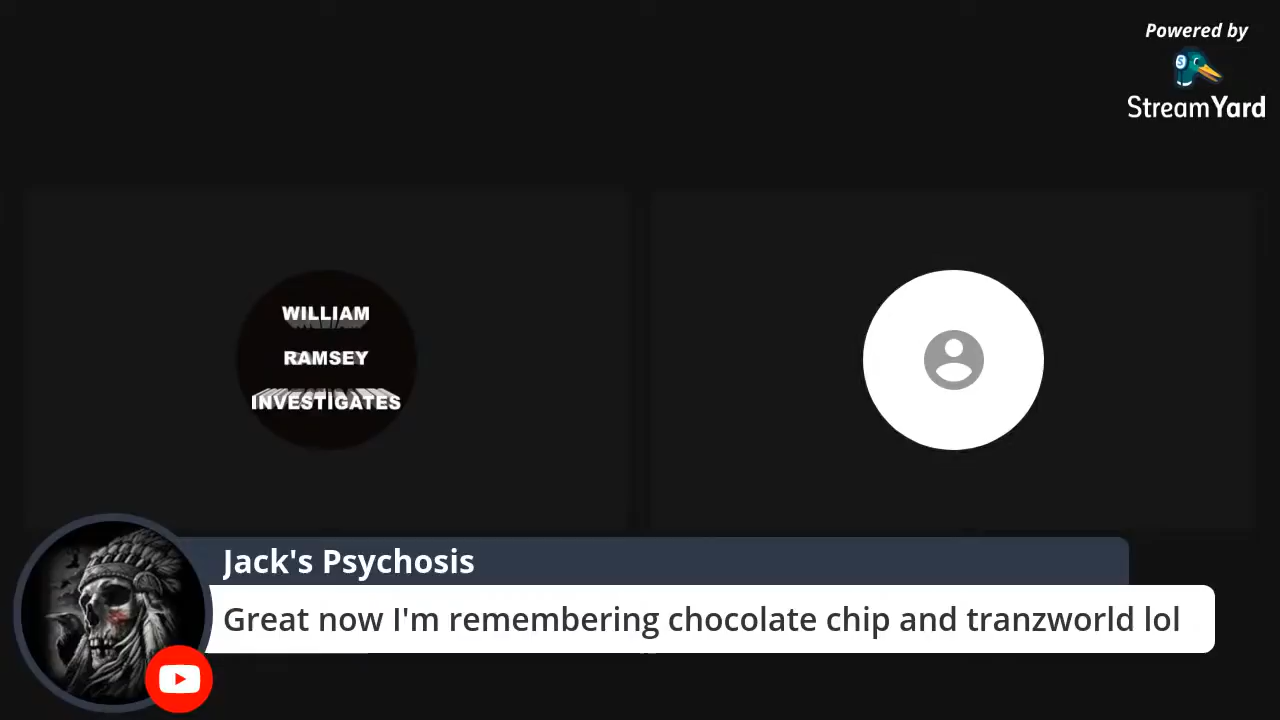 Powered by
StreamYard
WILLIAM
RAMSEY
INVESTIGATES
Jack's Psychosis
Great now I'm remembering chocolate chip and tranzworld lol